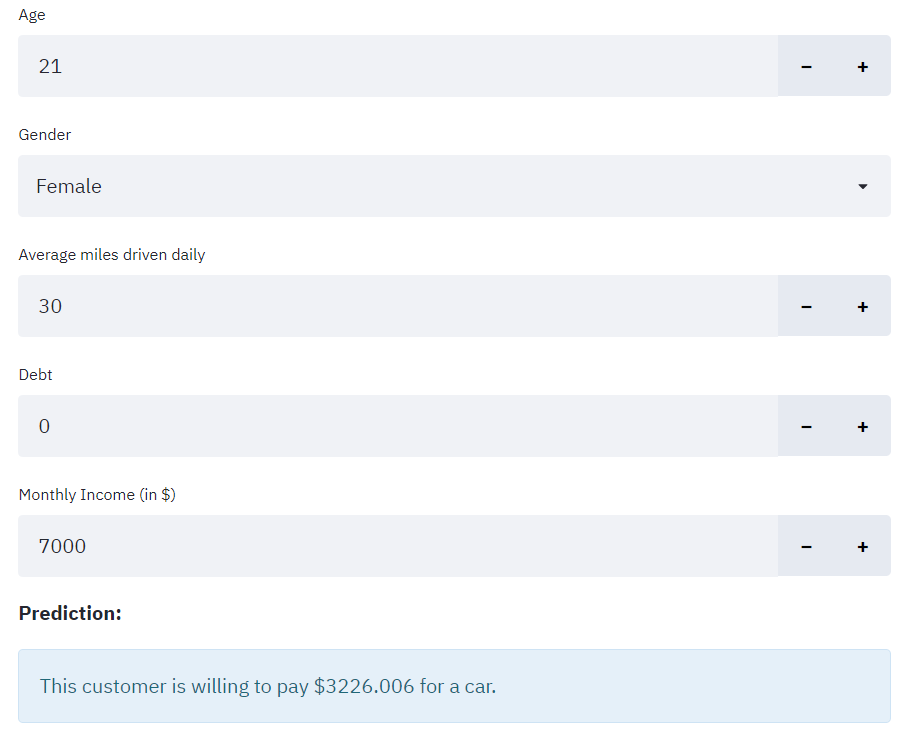 Age
21
Gender
Female
Average miles driven daily
30
Debt
0
Monthly Income (in $)
7000
Prediction:
This customer is willing to pay $3226.006 for a car.